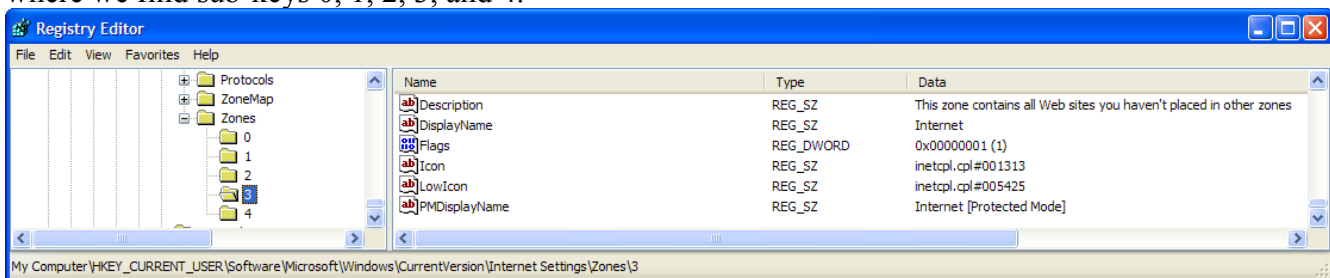 where we find sub-keys 0, 1, 2, 3, and 4.
Registry Editor
File Edit View Favorites Help
Protocols
ZoneMap
Zones
0
1
2
3
4
Name Type Data
Description REG_SZ This zone contains all Web sites you haven't placed in other zones
DisplayName REG_SZ Internet
Flags REG_DWORD 0x00000001 (1)
Icon REG_SZ inetcpl.cpl#001313
LowIcon REG_SZ inetcpl.cpl#005425
PMDisplayName REG_SZ Internet [Protected Mode]
My Computer\HKEY_CURRENT_USER\Software\Microsoft\Windows\CurrentVersion\Internet Settings\Zones\3